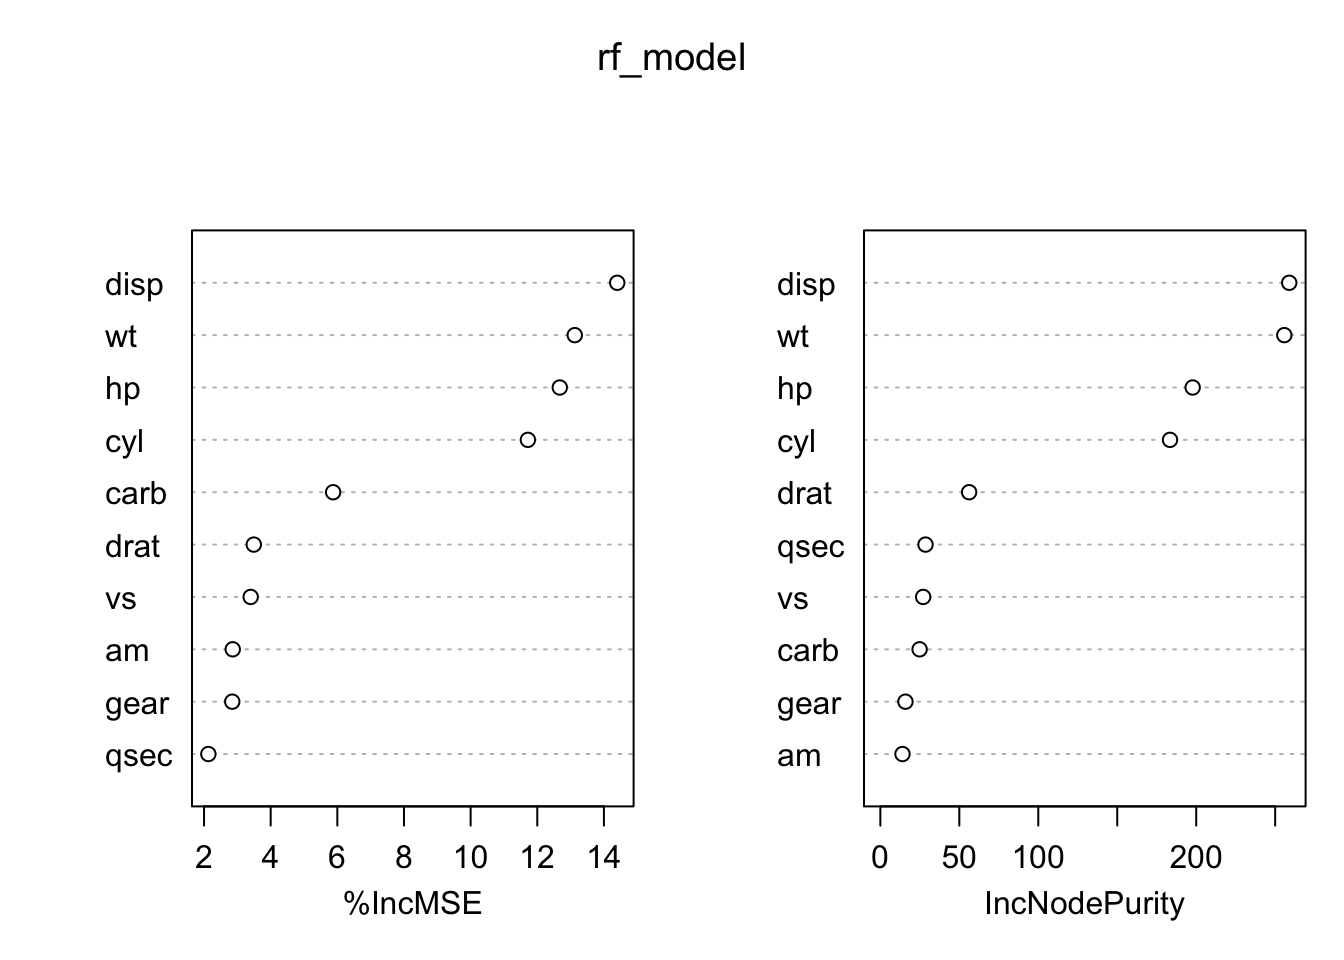 rf_model
disp
wt
hp
cyl
carb
drat
vs
am
gear
qsec
2 4 6 8 10 12 14
%IncMSE
disp
wt
hp
cyl
drat
qsec
vs
carb
gear
am
0 50 100 200
IncNodePurity